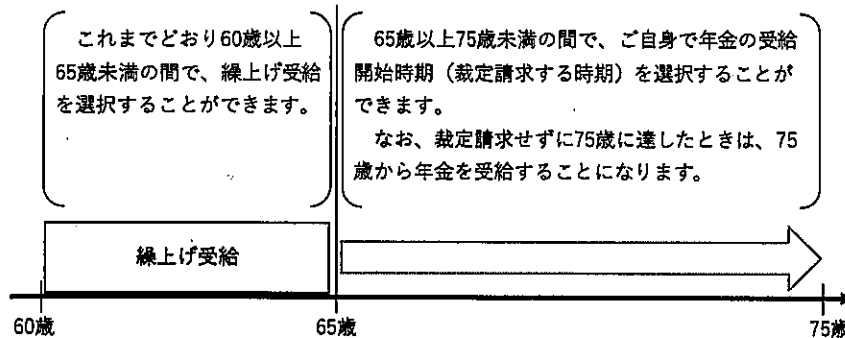 これまでどおり60歳以上
65歳未満の間で、繰上げ受給
を選択することができます。
65歳以上75歳未満の間で、ご自身で年金の受給
開始時期（裁定請求する時期）を選択することが
できます。
なお、裁定請求せずに75歳に達したときは、75
歳から年金を受給することになります。
繰上げ受給
60歳
65歳
75歳